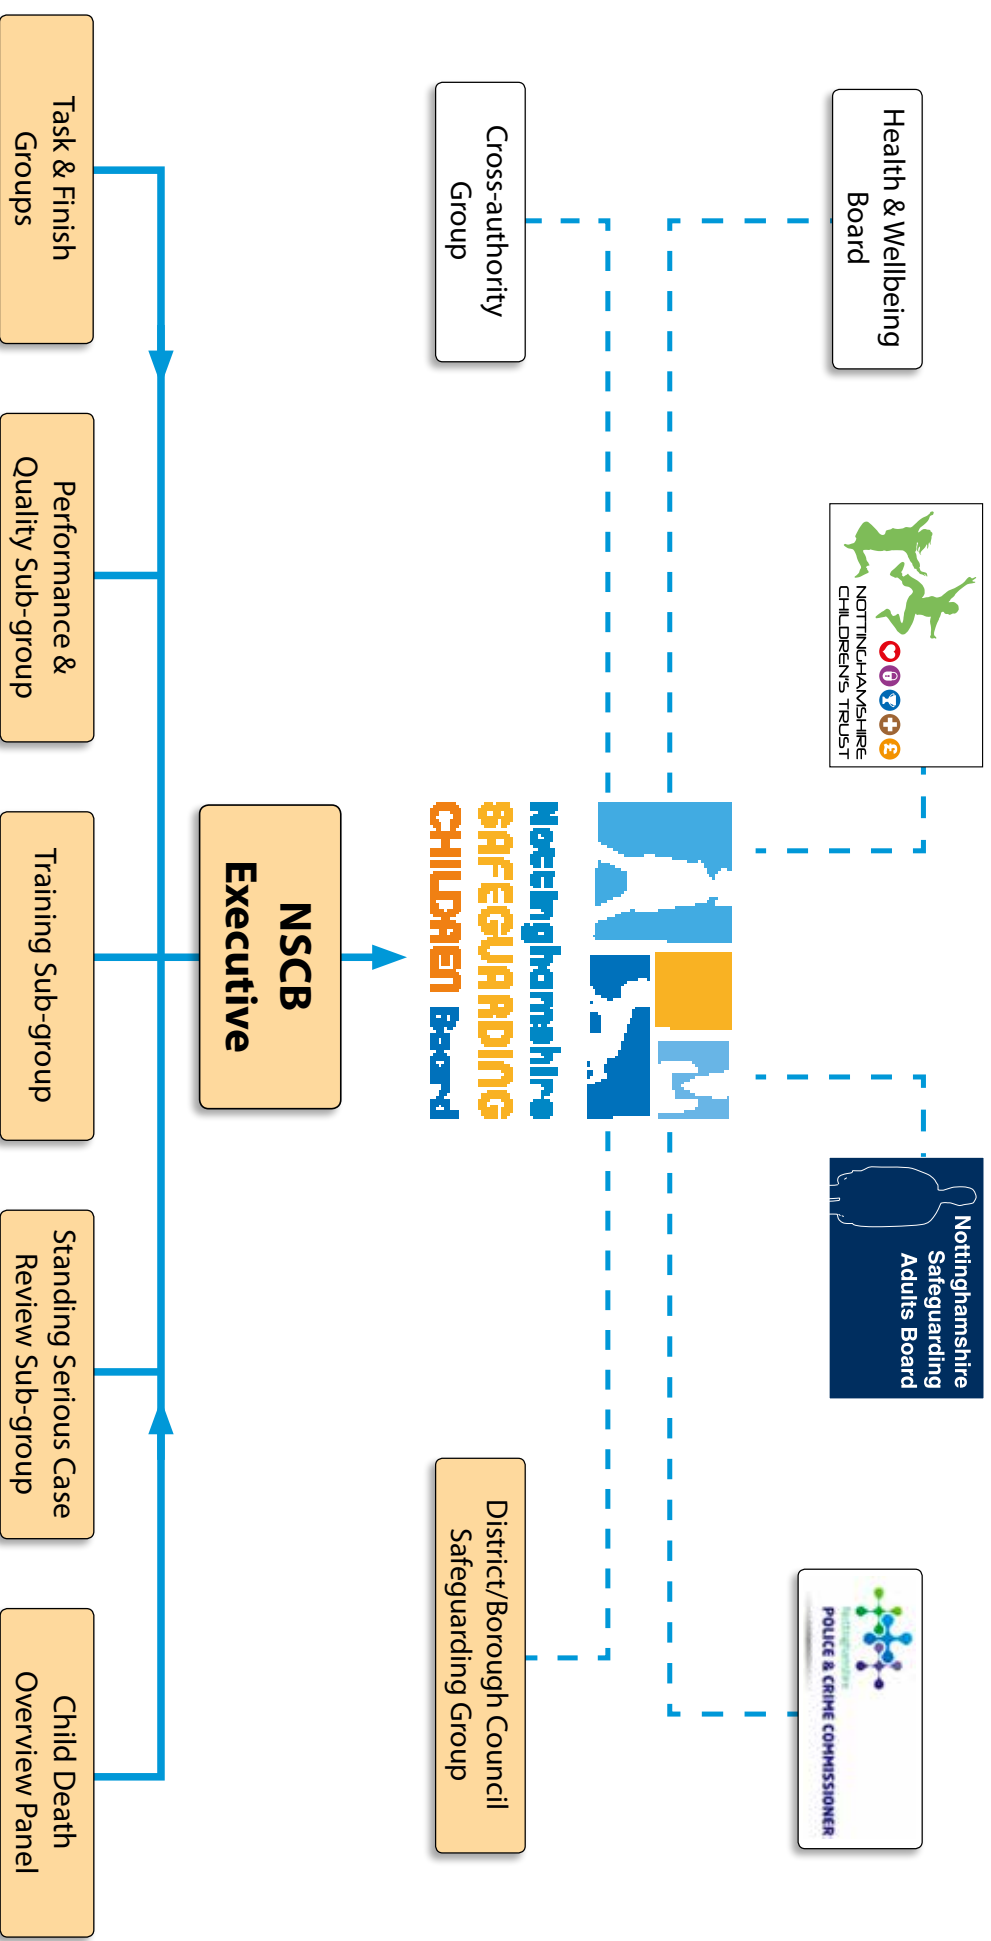 Health & Wellbeing
Board
NOTTINGHAMSHIRE
CHILDREN'S TRUST
Nottinghamshire
Safeguarding
Adults Board
Nottinghamshire
POLICE & CRIME COMMISSIONER
Cross-authority
Group
Nottinghamshire
SAFEGUARDING
CHILDREN Board
District/Borough Council
Safeguarding Group
NSCB
Executive
Task & Finish
Groups
Performance &
Quality Sub-group
Training Sub-group
Standing Serious Case
Review Sub-group
Child Death
Overview Panel